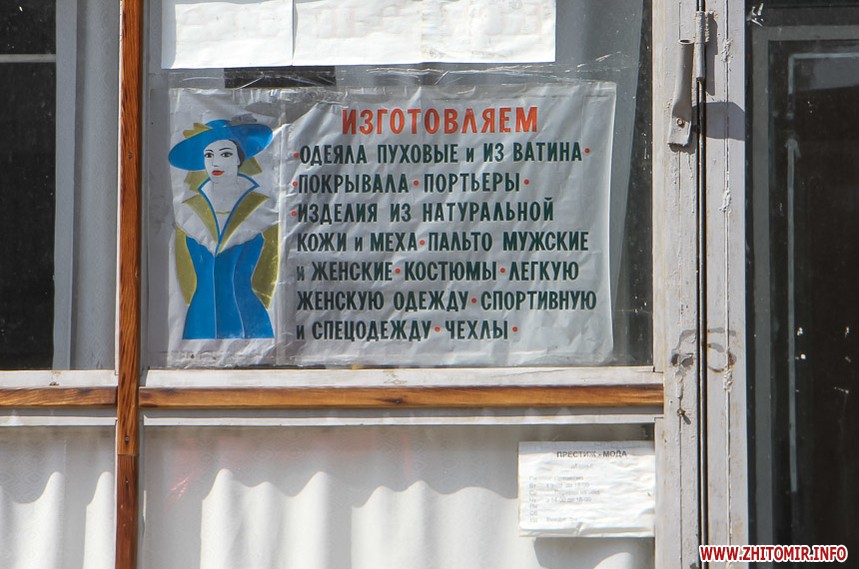 ИЗГОТОВЛЯЕМ
•ОДЕЯЛА ПУХОВЫЕ и ИЗ ВАТИНА•
•ПОКРЫВАЛА•ПОРТЬЕРЫ•
•ИЗДЕЛИЯ ИЗ НАТУРАЛЬНОЙ
КОЖИ и МЕХА•ПАЛЬТО МУЖСКИЕ
и ЖЕНСКИЕ•КОСТЮМЫ•ЛЕГКУЮ
ЖЕНСКУЮ ОДЕЖДУ•СПОРТИВНУЮ
и СПЕЦОДЕЖДУ•ЧЕХЛЫ•
ПРЕСТИЖ МОДА
WWW.ZHITOMIR.INFO